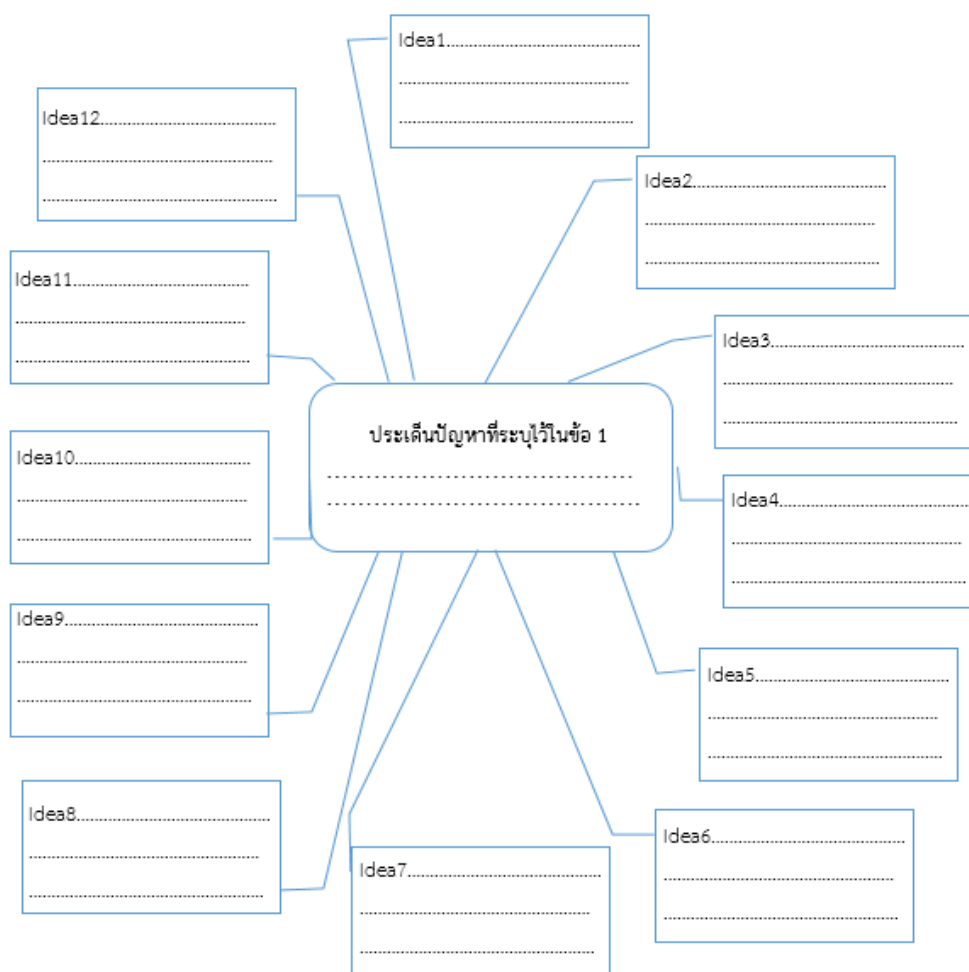 Idea1................................................
..........................................................
...........................................................
Idea2................................................
..........................................................
...........................................................
Idea3................................................
..........................................................
...........................................................
Idea4................................................
..........................................................
...........................................................
Idea5................................................
..........................................................
...........................................................
Idea6................................................
..........................................................
...........................................................
Idea7................................................
..........................................................
...........................................................
Idea8................................................
..........................................................
...........................................................
Idea9................................................
..........................................................
...........................................................
Idea10............................................
..........................................................
...........................................................
Idea11............................................
..........................................................
...........................................................
Idea12............................................
..........................................................
...........................................................
ประเด็นปัญหาที่ระบุไว้ในข้อ 1
. . . . . . . . . . . . . . . . . . . . . . . . . . . . . . . . . . . . .
. . . . . . . . . . . . . . . . . . . . . . . . . . . . . . . . . . . . . .